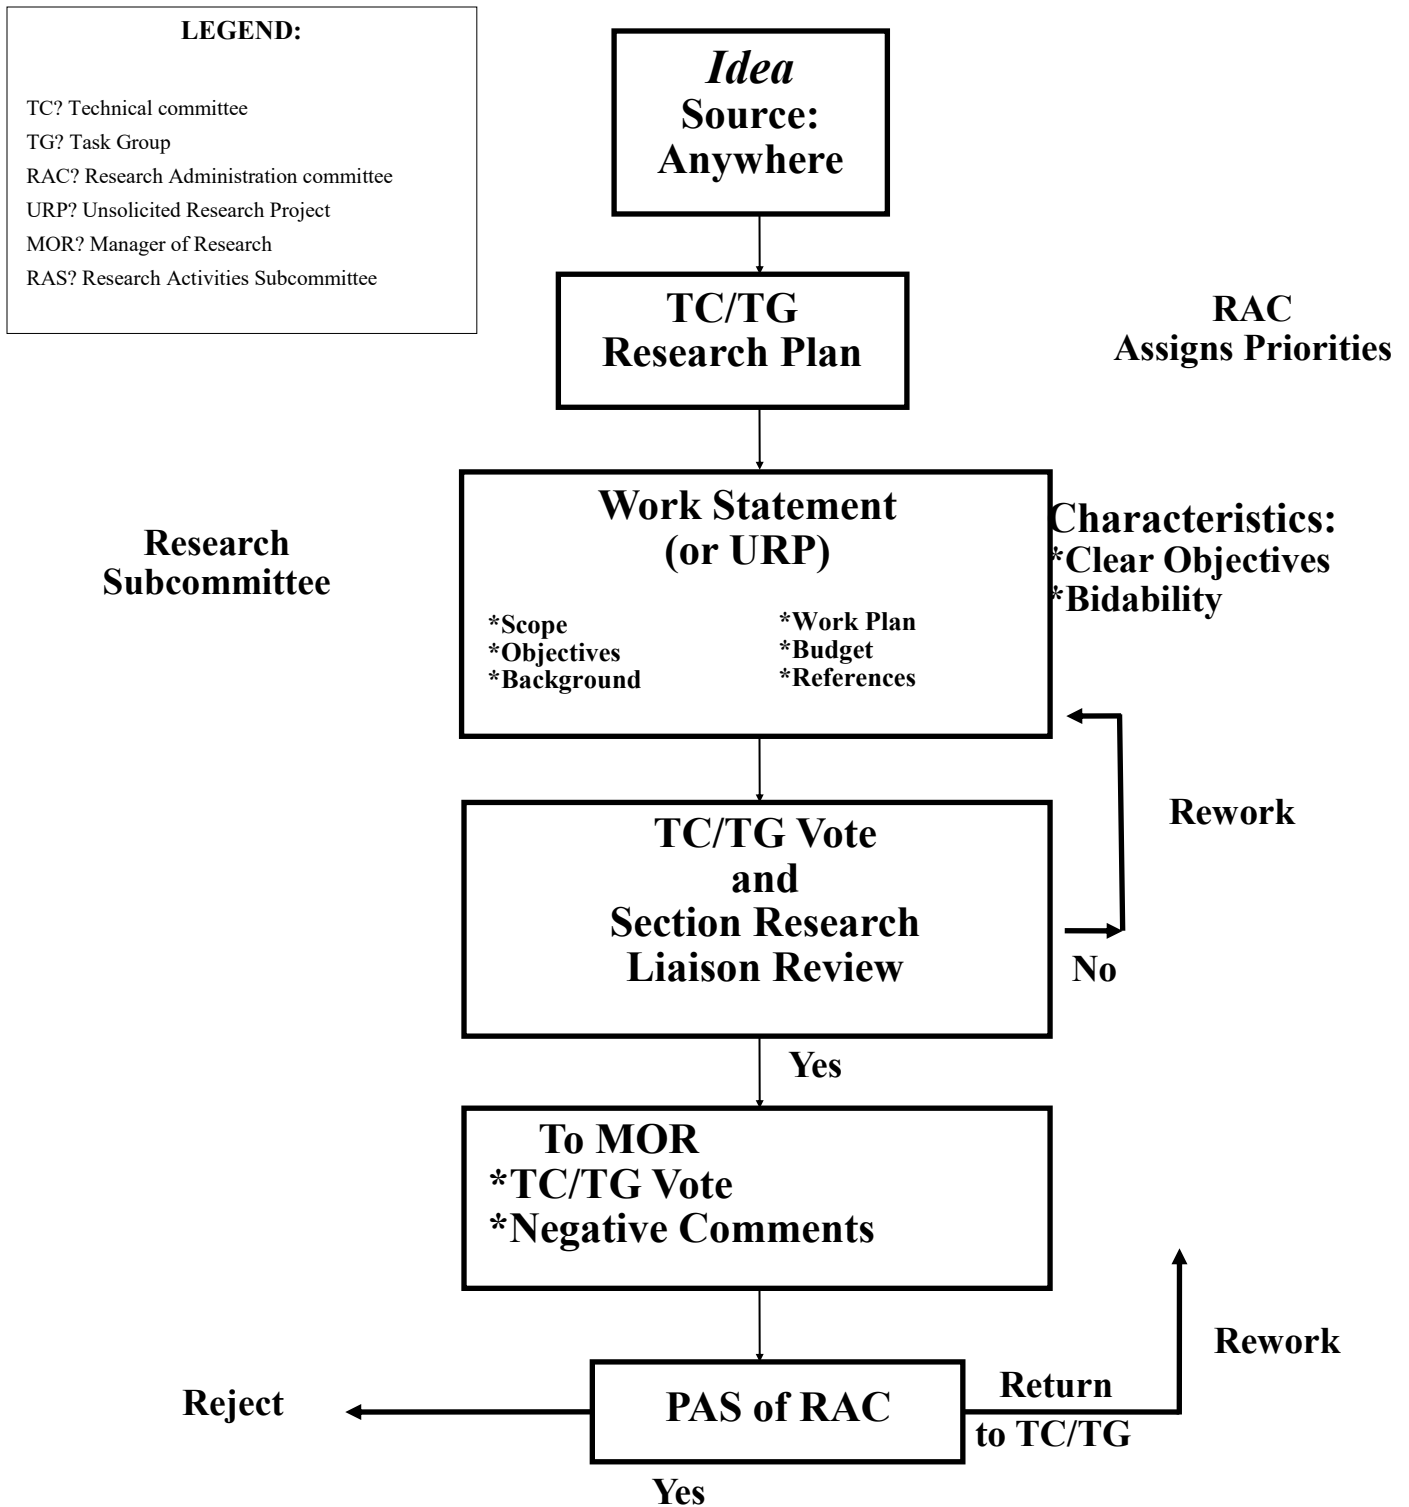 LEGEND:
TC? Technical committee
TG? Task Group
RAC? Research Administration committee
URP? Unsolicited Research Project
MOR? Manager of Research
RAS? Research Activities Subcommittee
Idea
Source:
Anywhere
TC/TG
Research Plan
RAC
Assigns Priorities
Research
Subcommittee
Work Statement
(or URP)
*Scope
*Objectives
*Background
*Work Plan
*Budget
*References
Characteristics:
*Clear Objectives
*Bidability
Rework
TC/TG Vote
and
Section Research
Liaison Review
No
Yes
To MOR
*TC/TG Vote
*Negative Comments
Rework
Reject
PAS of RAC
Return
to TC/TG
Yes